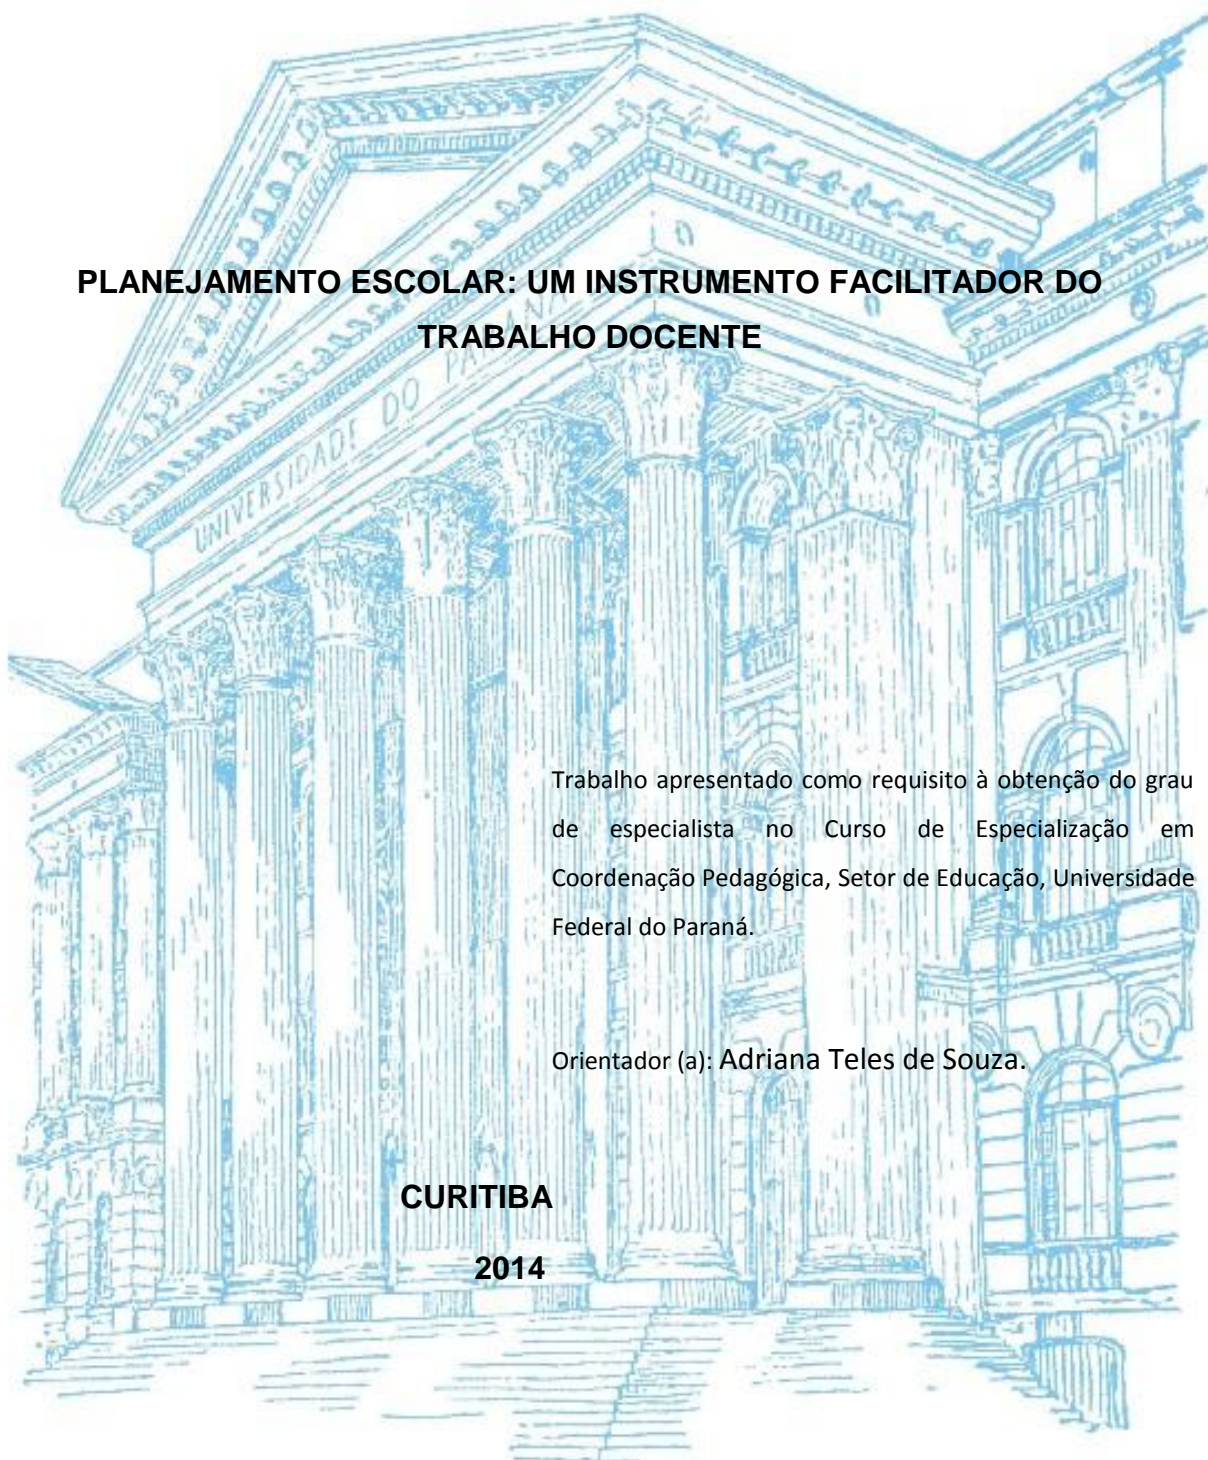 PLANEJAMENTO ESCOLAR: UM INSTRUMENTO FACILITADOR DO
TRABALHO DOCENTE
UNIVERSIDADE DO PARANÁ
Trabalho apresentado como requisito à obtenção do grau
de especialista no Curso de Especialização em
Coordenação Pedagógica, Setor de Educação, Universidade
Federal do Paraná.
Orientador (a): Adriana Teles de Souza.
CURITIBA
2014